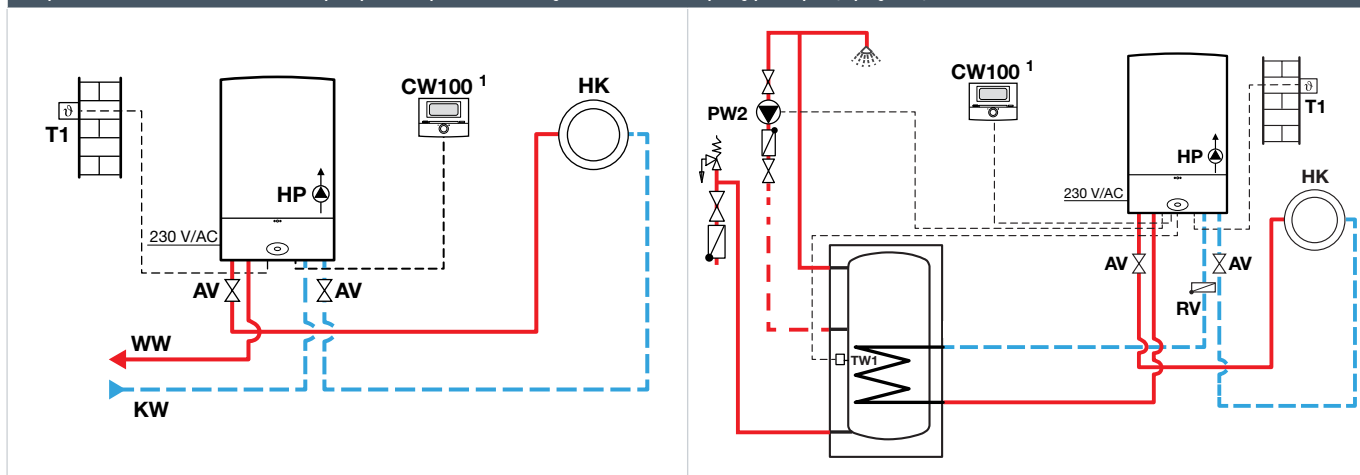 CW100 1
HK
T1
HP
230 V/AC
AV
AV
WW
KW
CW100 1
PW2
T1
HP
HK
230 V/AC
AV
AV
RV
TW1